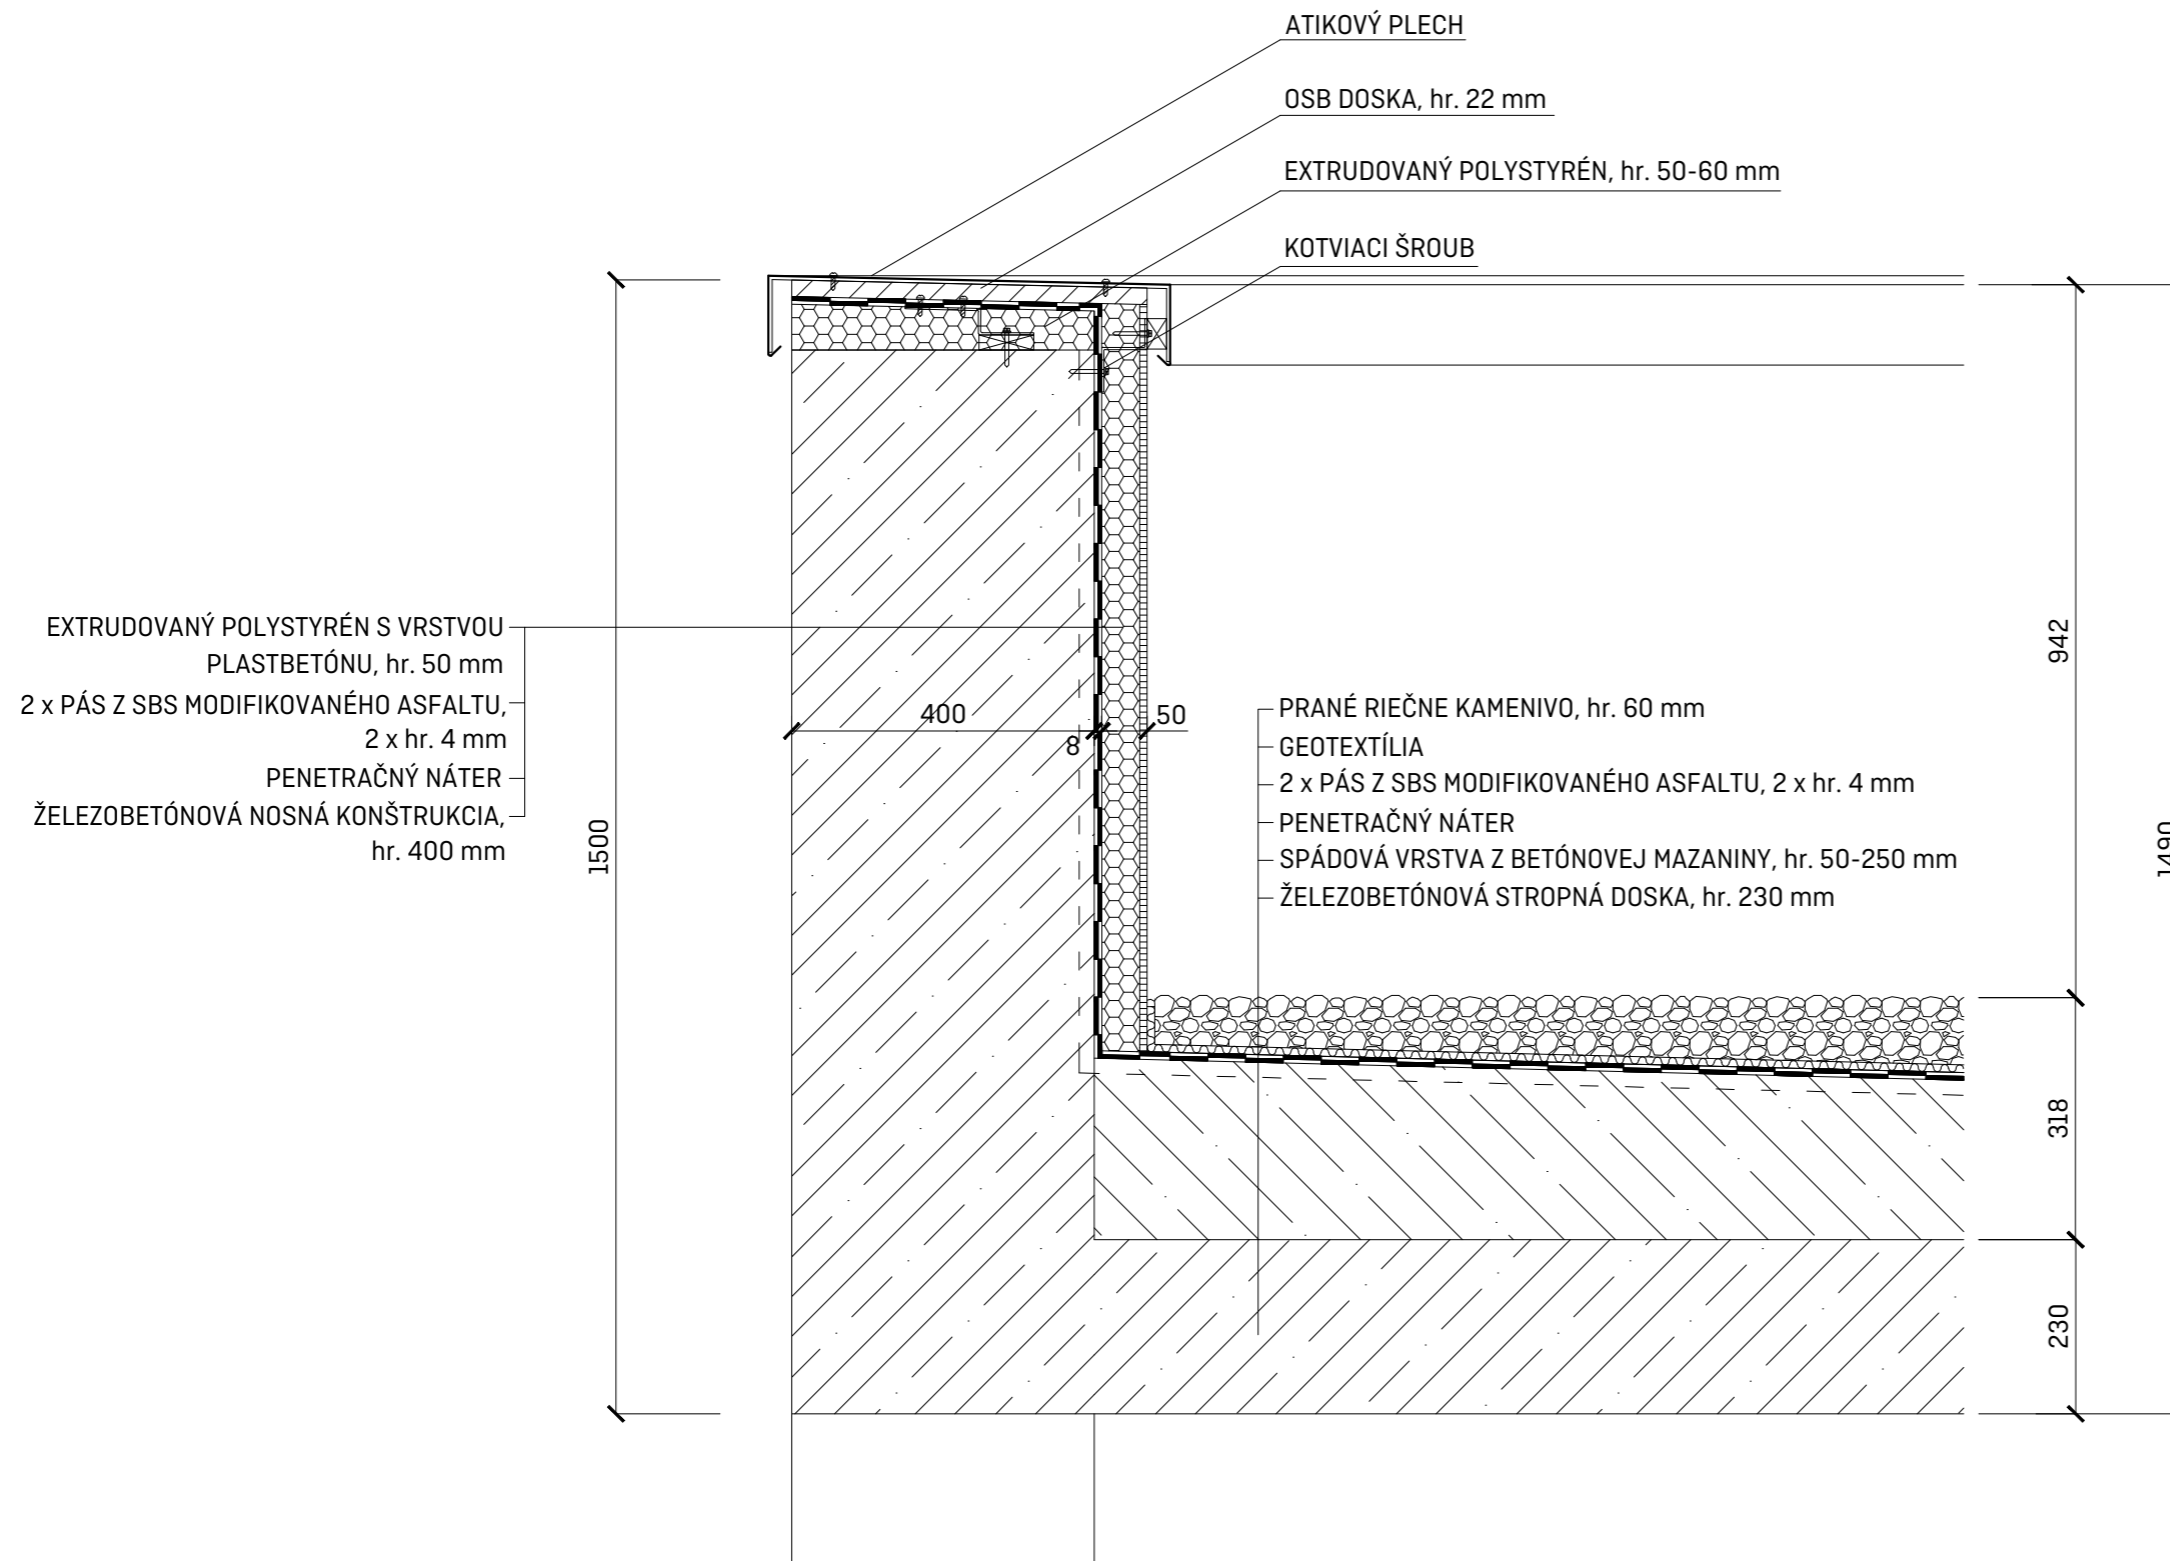 ATIKOVÝ PLECH
OSB DOSKA, hr. 22 mm
EXTRUDOVANÝ POLYSTYRÉN, hr. 50-60 mm
KOTVIACI ŠROUB
EXTRUDOVANÝ POLYSTYRÉN S VRSTVOU
PLASTBETÓNU, hr. 50 mm
2 x PÁS Z SBS MODIFIKOVANÉHO ASFALTU,
2 x hr. 4 mm
PENETRAČNÝ NÁTER
ŽELEZOBETÓNOVÁ NOSNÁ KONŠTRUKCIA,
hr. 400 mm
1500
400
8
50
PRANÉ RIEČNE KAMENIVO, hr. 60 mm
GEOTEXTÍLIA
2 x PÁS Z SBS MODIFIKOVANÉHO ASFALTU, 2 x hr. 4 mm
PENETRAČNÝ NÁTER
SPÁDOVÁ VRSTVA Z BETÓNOVEJ MAZANINY, hr. 50-250 mm
ŽELEZOBETÓNOVÁ STROPNÁ DOSKA, hr. 230 mm
942
318
230
1490